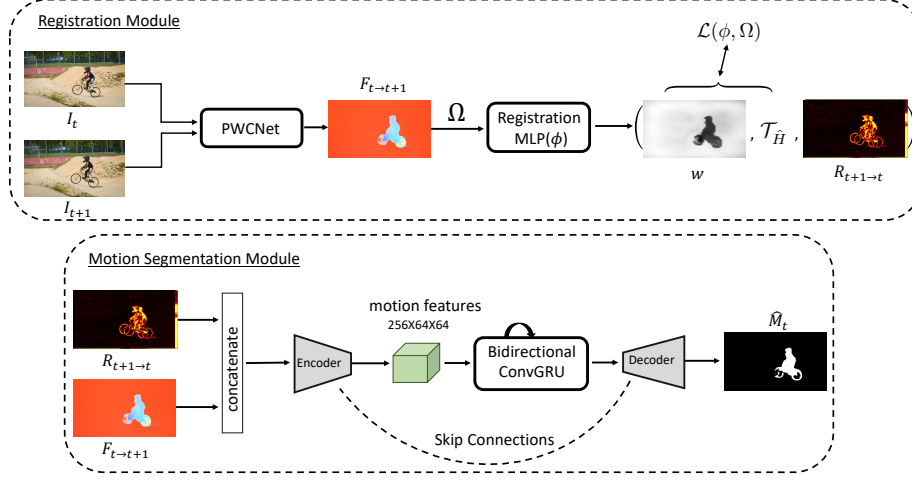 Registration Module
I_t
I_{t+1}
PWCNet
F_{t→t+1}
Ω
Registration
MLP(ϕ)
ℒ(ϕ, Ω)
( , 𝒯_{Ĥ} , )
w
R_{t+1→t}
Motion Segmentation Module
R_{t+1→t}
F_{t→t+1}
concatenate
Encoder
motion features
256X64X64
Bidirectional
ConvGRU
Decoder
M̂_t
Skip Connections